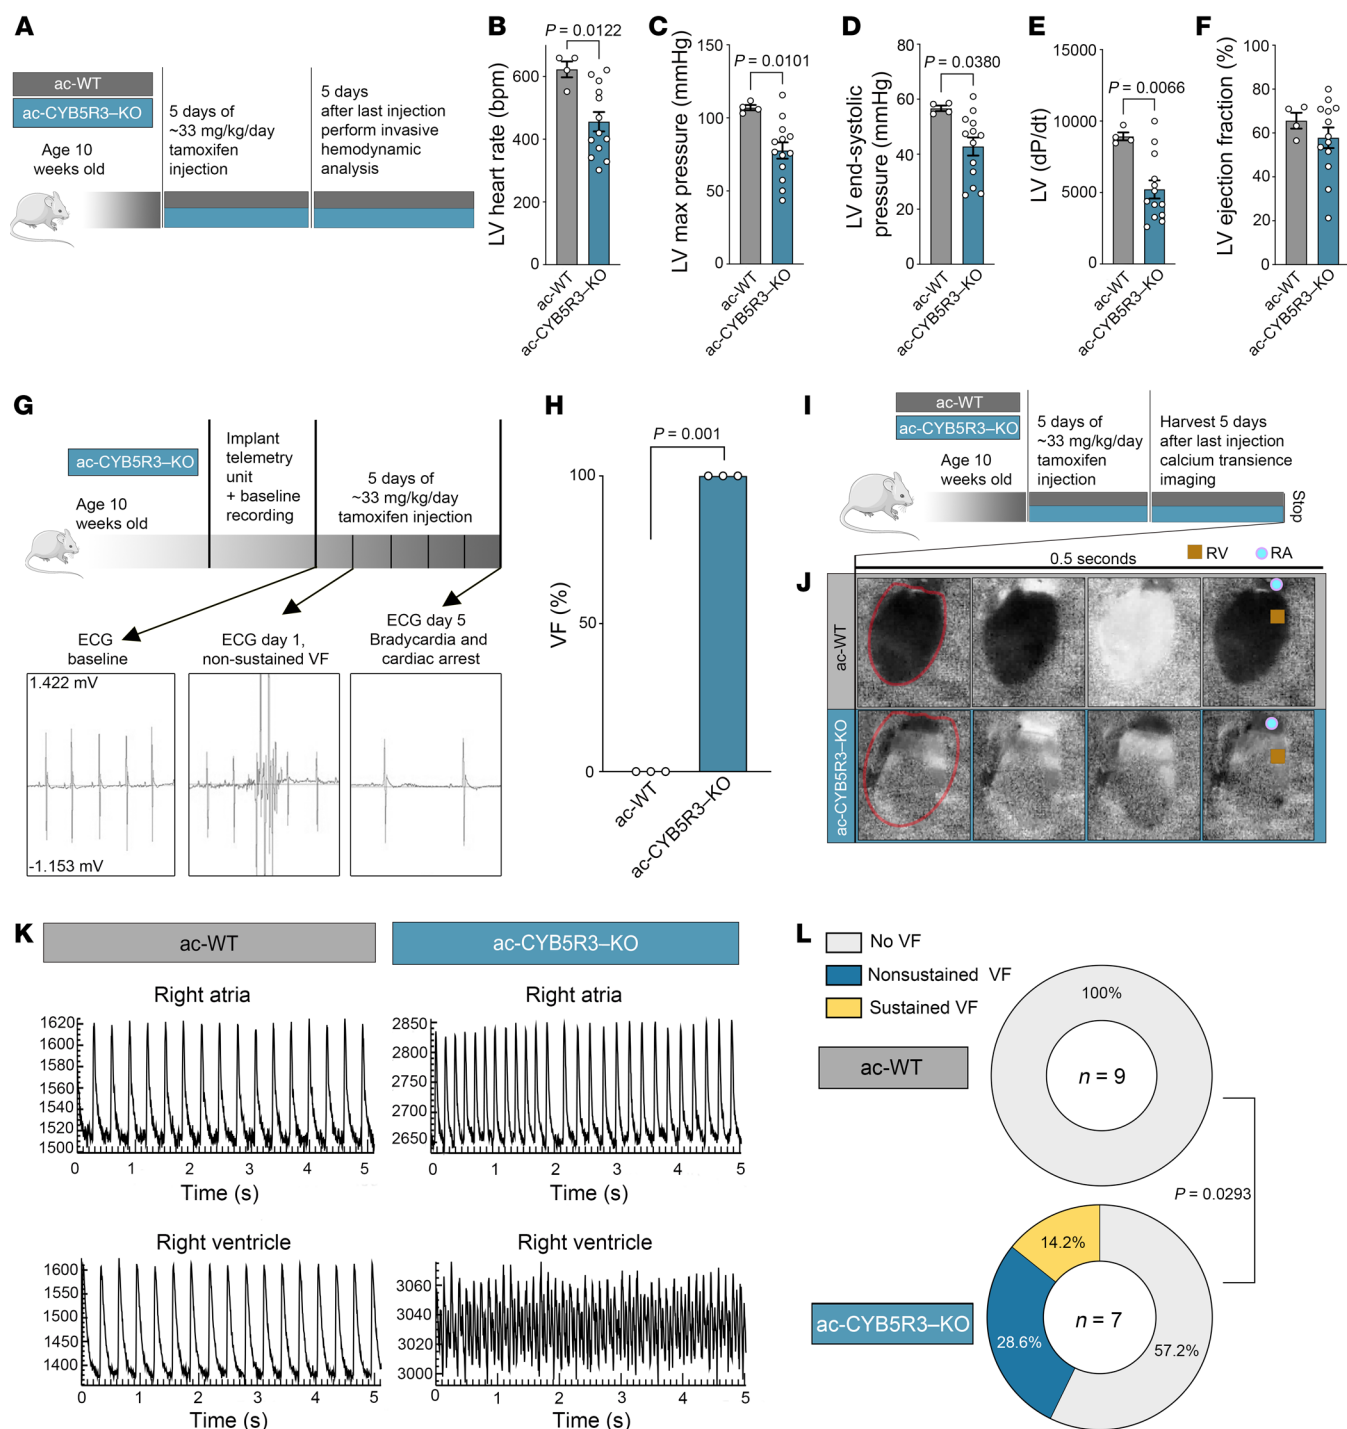 A
ac-WT
ac-CYB5R3–KO
Age 10
weeks old
5 days of
~33 mg/kg/day
tamoxifen
injection
5 days
after last injection
perform invasive
hemodynamic
analysis
B
P = 0.0122
LV heart rate (bpm)
600
400
200
0
ac-WT
ac-CYB5R3–KO
C
P = 0.0101
LV max pressure (mmHg)
150
100
50
0
ac-WT
ac-CYB5R3–KO
D
P = 0.0380
LV end-systolic
pressure (mmHg)
80
60
40
20
0
ac-WT
ac-CYB5R3–KO
E
P = 0.0066
LV (dP/dt)
15000
10000
5000
0
ac-WT
ac-CYB5R3–KO
F
LV ejection fraction (%)
100
80
60
40
20
0
ac-WT
ac-CYB5R3–KO
G
ac-CYB5R3–KO
Age 10
weeks old
Implant
telemetry
unit
+ baseline
recording
5 days of
~33 mg/kg/day
tamoxifen injection
ECG
baseline
ECG day 1,
non-sustained VF
ECG day 5
Bradycardia and
cardiac arrest
1.422 mV
-1.153 mV
H
P = 0.001
VF (%)
100
50
0
ac-WT
ac-CYB5R3–KO
I
ac-WT
ac-CYB5R3–KO
Age 10
weeks old
5 days of
~33 mg/kg/day
tamoxifen
injection
Harvest 5 days
after last injection
calcium transience
imaging
Stop
J
0.5 seconds
RV
RA
ac-WT
ac-CYB5R3–KO
K
ac-WT
ac-CYB5R3–KO
Right atria
1620
1600
1580
1560
1540
1520
1500
0 1 2 3 4 5
Time (s)
Right atria
2850
2800
2750
2700
2650
0 1 2 3 4 5
Time (s)
Right ventricle
1600
1550
1500
1450
1400
0 1 2 3 4 5
Time (s)
Right ventricle
3060
3040
3020
3000
0 1 2 3 4 5
Time (s)
L
No VF
Nonsustained VF
Sustained VF
ac-WT
100%
n = 9
P = 0.0293
ac-CYB5R3–KO
14.2%
28.6%
57.2%
n = 7